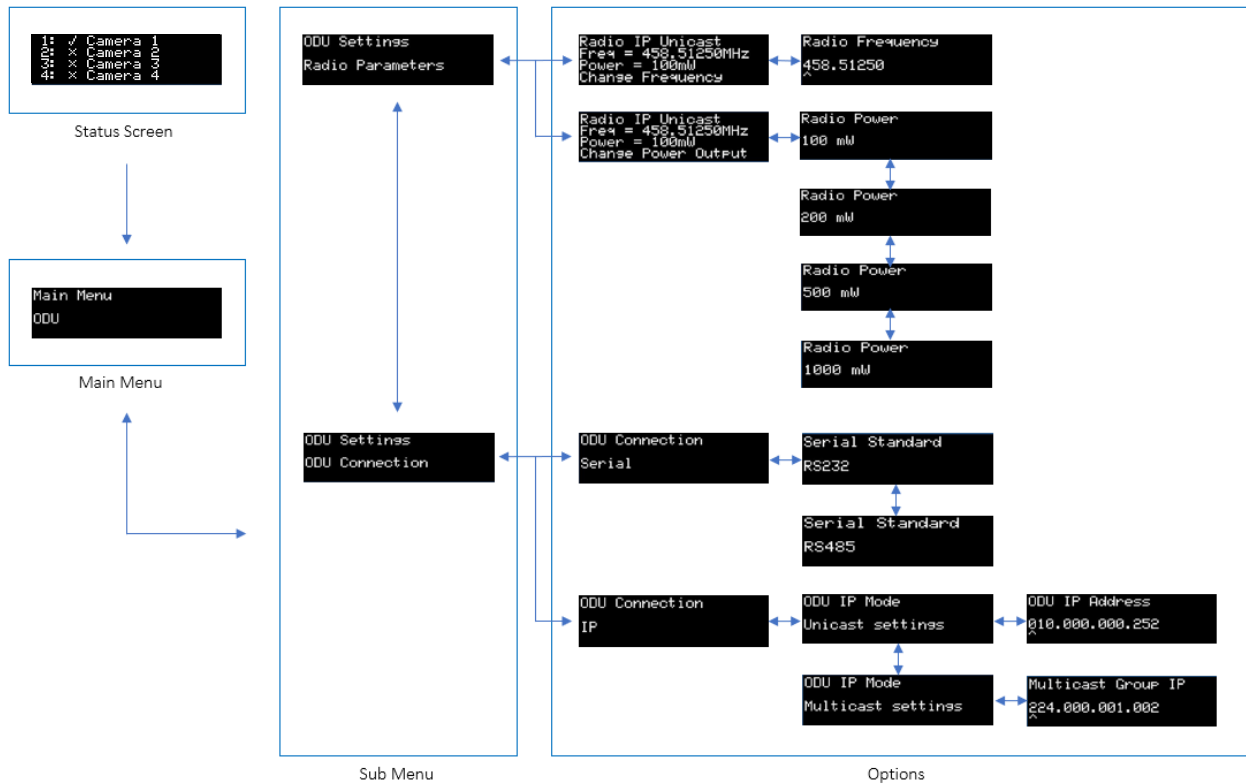 1: ✓ Camera 1
2: × Camera 2
3: × Camera 3
4: × Camera 4
Status Screen
Main Menu
ODU
Main Menu
ODU Settings
Radio Parameters
ODU Settings
ODU Connection
Sub Menu
Radio IP Unicast
Freq = 458.51250MHz
Power = 100mW
Change Frequency
Radio Frequency
458.51250
^
Radio IP Unicast
Freq = 458.51250MHz
Power = 100mW
Change Power Output
Radio Power
100 mW
Radio Power
200 mW
Radio Power
500 mW
Radio Power
1000 mW
ODU Connection
Serial
Serial Standard
RS232
Serial Standard
RS485
ODU Connection
IP
ODU IP Mode
Unicast settings
ODU IP Address
010.000.000.252
^
ODU IP Mode
Multicast settings
Multicast Group IP
224.000.001.002
^
Options